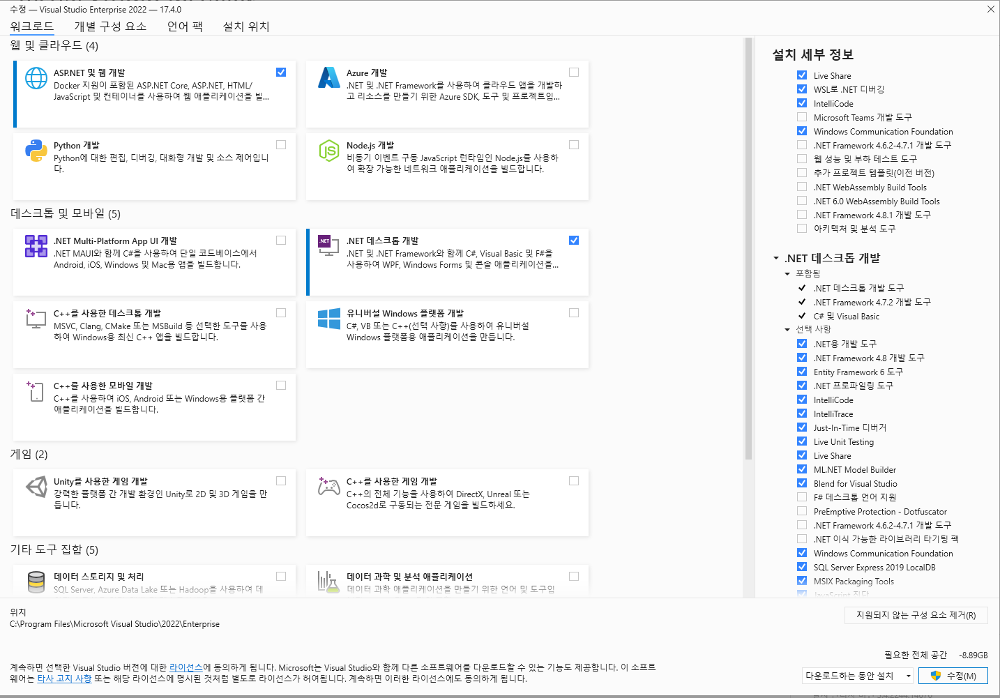 수정 — Visual Studio Enterprise 2022 — 17.4.0
워크로드 개별 구성 요소 언어 팩 설치 위치
웹 및 클라우드 (4)
ASP.NET 및 웹 개발
Docker 지원이 포함된 ASP.NET Core, ASP.NET, HTML/
JavaScript 및 컨테이너를 사용하여 웹 애플리케이션을 빌...
Azure 개발
.NET 및 .NET Framework를 사용하여 클라우드 앱을 개발하
고 리소스를 만들기 위한 Azure SDK, 도구 및 프로젝트입...
Python 개발
Python에 대한 편집, 디버깅, 대화형 개발 및 소스 제어입니
다.
Node.js 개발
비동기 이벤트 구동 JavaScript 런타임인 Node.js를 사용하
여 확장 가능한 네트워크 애플리케이션을 빌드합니다.
데스크톱 및 모바일 (5)
.NET Multi-Platform App UI 개발
.NET MAUI와 함께 C#을 사용하여 단일 코드베이스에서
Android, iOS, Windows 및 Mac용 앱을 빌드합니다.
.NET
.NET 데스크톱 개발
.NET 및 .NET Framework와 함께 C#, Visual Basic 및 F#을
사용하여 WPF, Windows Forms 및 콘솔 애플리케이션을...
C++를 사용한 데스크톱 개발
MSVC, Clang, CMake 또는 MSBuild 등 선택한 도구를 사용
하여 Windows용 최신 C++ 앱을 빌드합니다.
유니버설 Windows 플랫폼 개발
C#, VB 또는 C++(선택 사항)를 사용하여 유니버설
Windows 플랫폼용 애플리케이션을 만듭니다.
C++를 사용한 모바일 개발
C++를 사용하여 iOS, Android 또는 Windows용 플랫폼 간
애플리케이션을 빌드합니다.
게임 (2)
Unity를 사용한 게임 개발
강력한 플랫폼 간 개발 환경인 Unity로 2D 및 3D 게임을 만
듭니다.
C++를 사용한 게임 개발
C++의 전체 기능을 사용하여 DirectX, Unreal 또는
Cocos2d로 구동되는 전문 게임을 빌드하세요.
기타 도구 집합 (5)
데이터 스토리지 및 처리
SQL Server, Azure Data Lake 또는 Hadoop을 사용하여 데
데이터 과학 및 분석 애플리케이션
데이터 과학 애플리케이션을 만들기 위한 언어 및 도구입
설치 세부 정보
Live Share
WSL로 .NET 디버깅
IntelliCode
Microsoft Teams 개발 도구
Windows Communication Foundation
.NET Framework 4.6.2-4.7.1 개발 도구
웹 성능 및 부하 테스트 도구
추가 프로젝트 템플릿(이전 버전)
.NET WebAssembly Build Tools
.NET 6.0 WebAssembly Build Tools
.NET Framework 4.8.1 개발 도구
아키텍처 및 분석 도구
.NET 데스크톱 개발
포함됨
.NET 데스크톱 개발 도구
.NET Framework 4.7.2 개발 도구
C# 및 Visual Basic
선택 사항
.NET용 개발 도구
.NET Framework 4.8 개발 도구
Entity Framework 6 도구
.NET 프로파일링 도구
IntelliCode
IntelliTrace
Just-In-Time 디버거
Live Unit Testing
Live Share
ML.NET Model Builder
Blend for Visual Studio
F# 데스크톱 언어 지원
PreEmptive Protection - Dotfuscator
.NET Framework 4.6.2-4.7.1 개발 도구
.NET 이식 가능한 라이브러리 타기팅 팩
Windows Communication Foundation
SQL Server Express 2019 LocalDB
MSIX Packaging Tools
JavaScript 진단
위치
C:\Program Files\Microsoft Visual Studio\2022\Enterprise
지원되지 않는 구성 요소 제거(R)
필요한 전체 공간 -8.89GB
계속하면 선택한 Visual Studio 버전에 대한 라이선스에 동의하게 됩니다. Microsoft는 Visual Studio와 함께 다른 소프트웨어를 다운로드할 수 있는 기능도 제공합니다. 이 소프트
웨어는 타사 고지 사항 또는 해당 라이선스에 명시된 것처럼 별도로 라이선스가 허여됩니다. 계속하면 이러한 라이선스에도 동의하게 됩니다.
다운로드하는 동안 설치 수정(M)